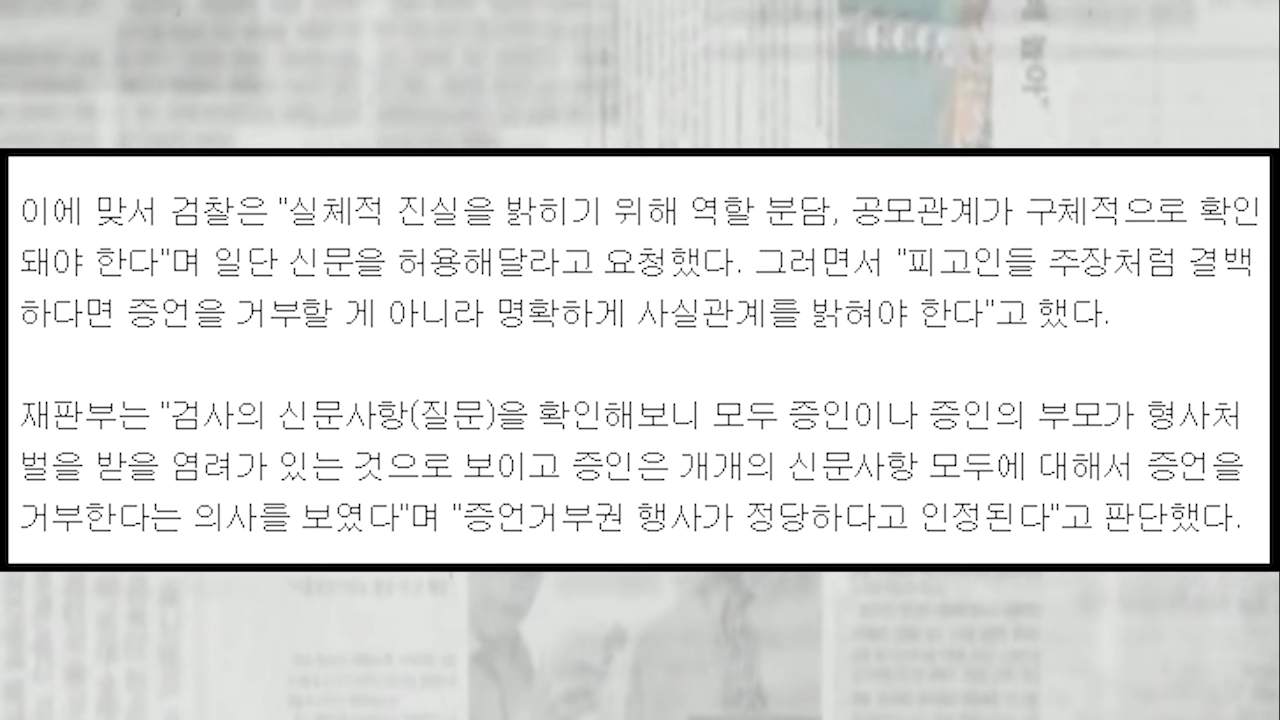 이에 맞서 검찰은 "실체적 진실을 밝히기 위해 역할 분담, 공모관계가 구체적으로 확인
돼야 한다"며 일단 신문을 허용해달라고 요청했다. 그러면서 "피고인들 주장처럼 결백
하다면 증언을 거부할 게 아니라 명확하게 사실관계를 밝혀야 한다"고 했다.
재판부는 "검사의 신문사항(질문)을 확인해보니 모두 증인이나 증인의 부모가 형사처
벌을 받을 염려가 있는 것으로 보이고 증인은 개개의 신문사항 모두에 대해서 증언을
거부한다는 의사를 보였다"며 "증언거부권 행사가 정당하다고 인정된다"고 판단했다.